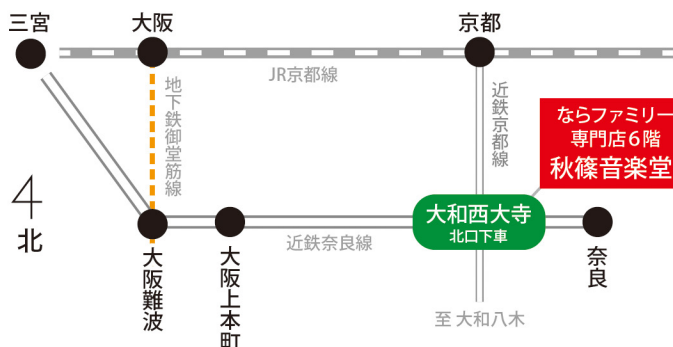 三宮
大阪
京都
JR京都線
地下鉄御堂筋線
近鉄京都線
ならファミリー
専門店6階
秋篠音楽堂
北
大和西大寺
北口下車
近鉄奈良線
大阪難波
大阪上本町
奈良
至 大和八木